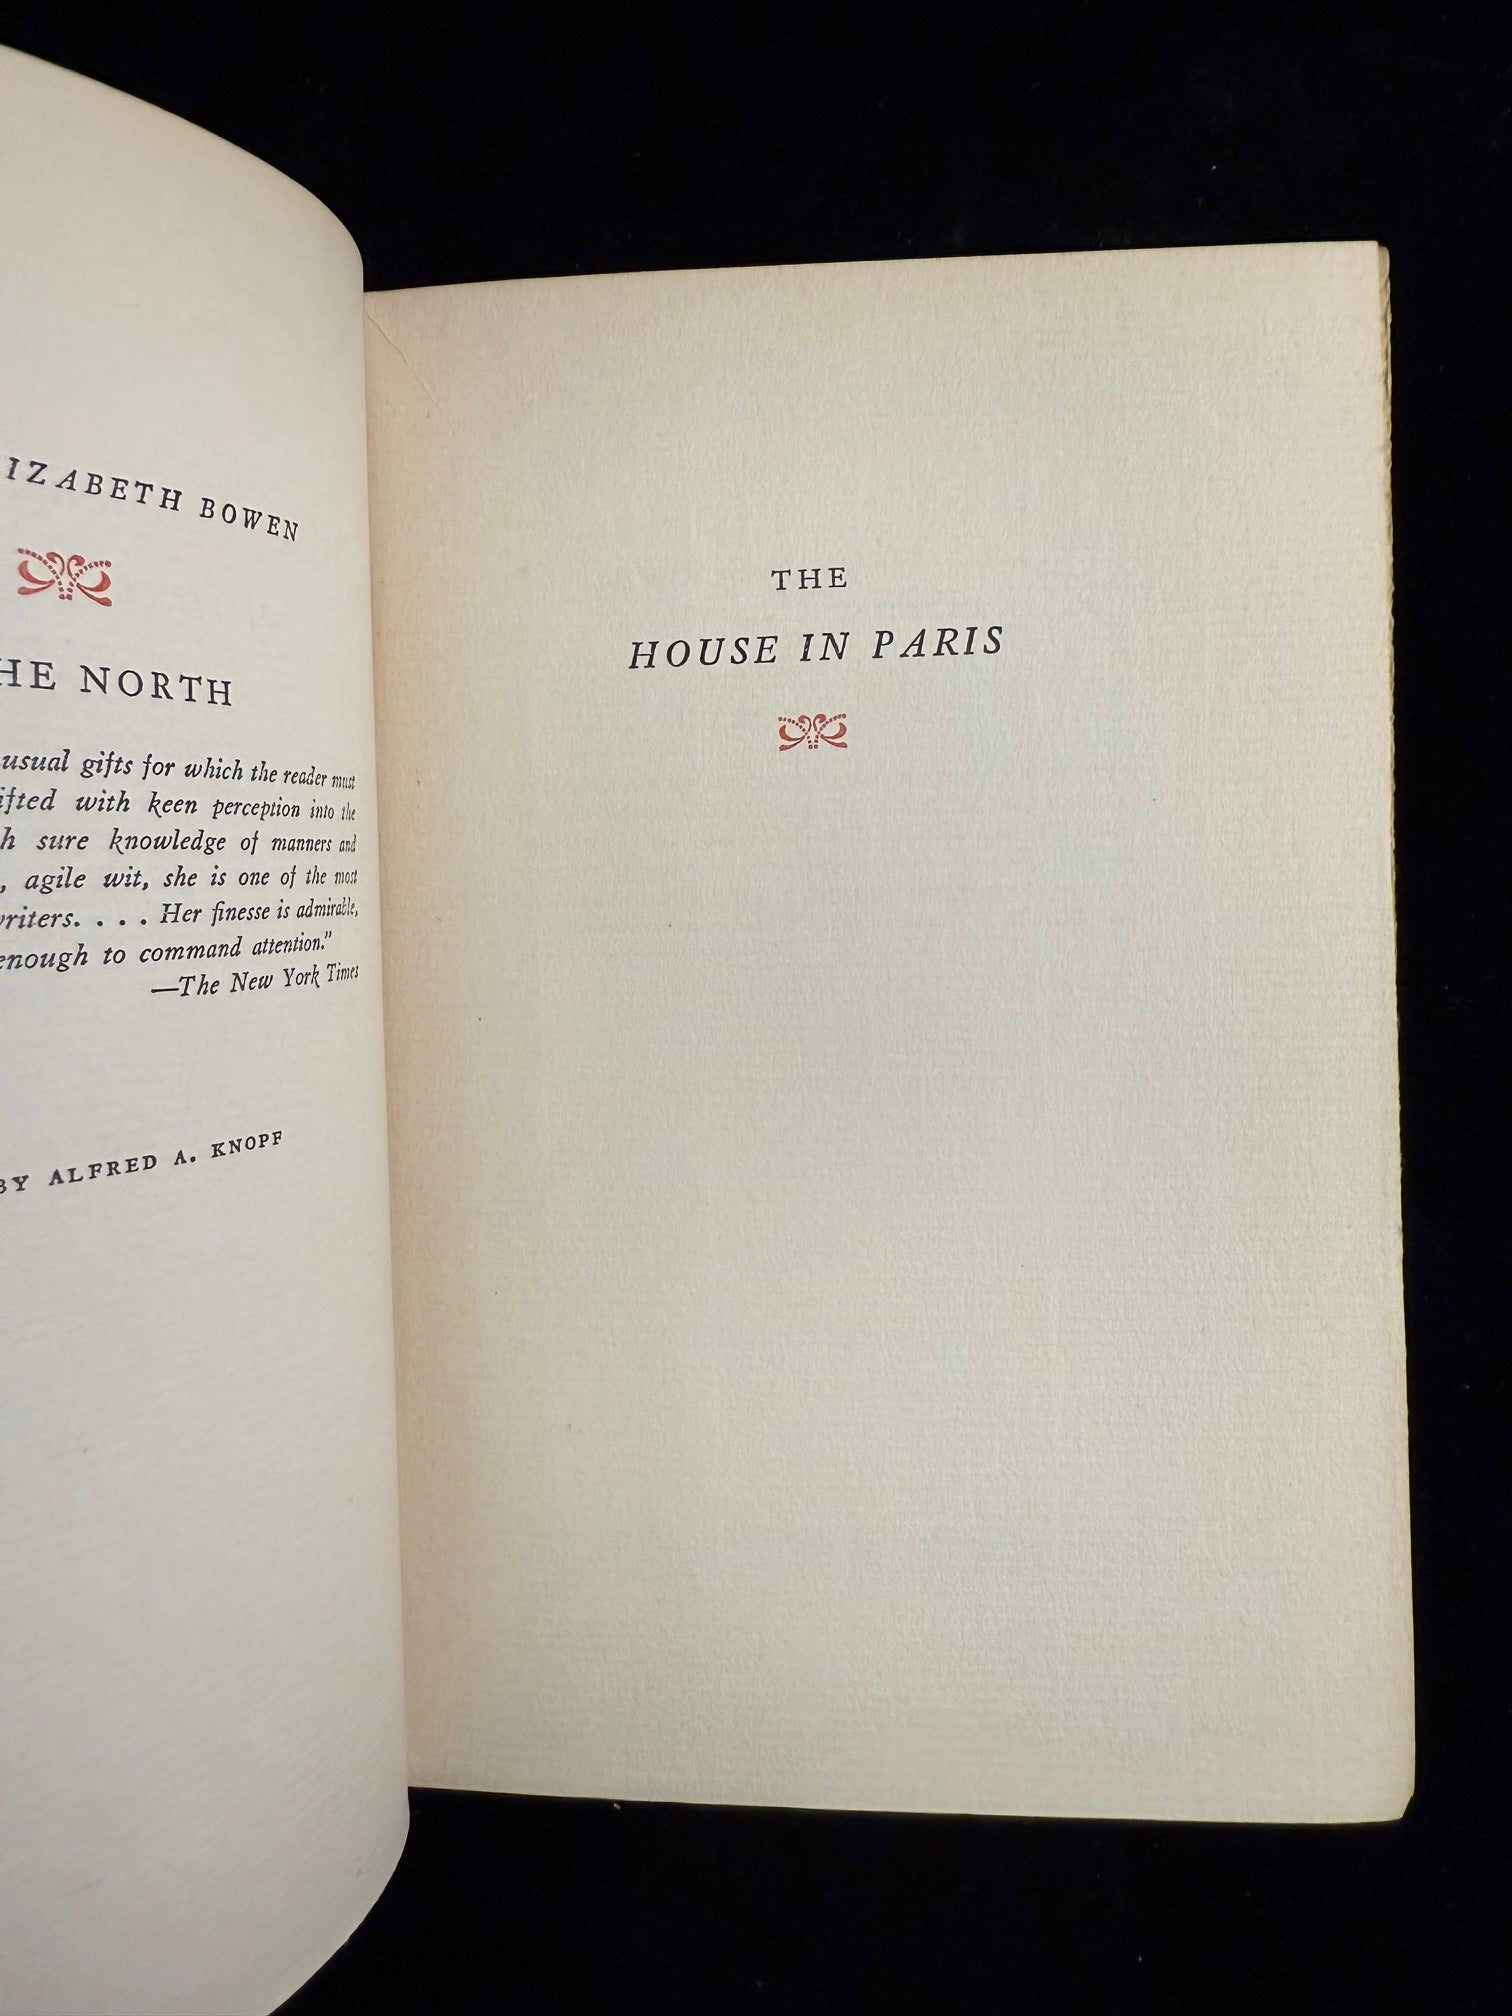 IZABETH BOWEN
HE NORTH
usual gifts for which the reader must
ifted with keen perception into the
h sure knowledge of manners and
, agile wit, she is one of the most
writers. . . . Her finesse is admirable,
enough to command attention."
—The New York Times
BY ALFRED A. KNOPF
THE
HOUSE IN PARIS